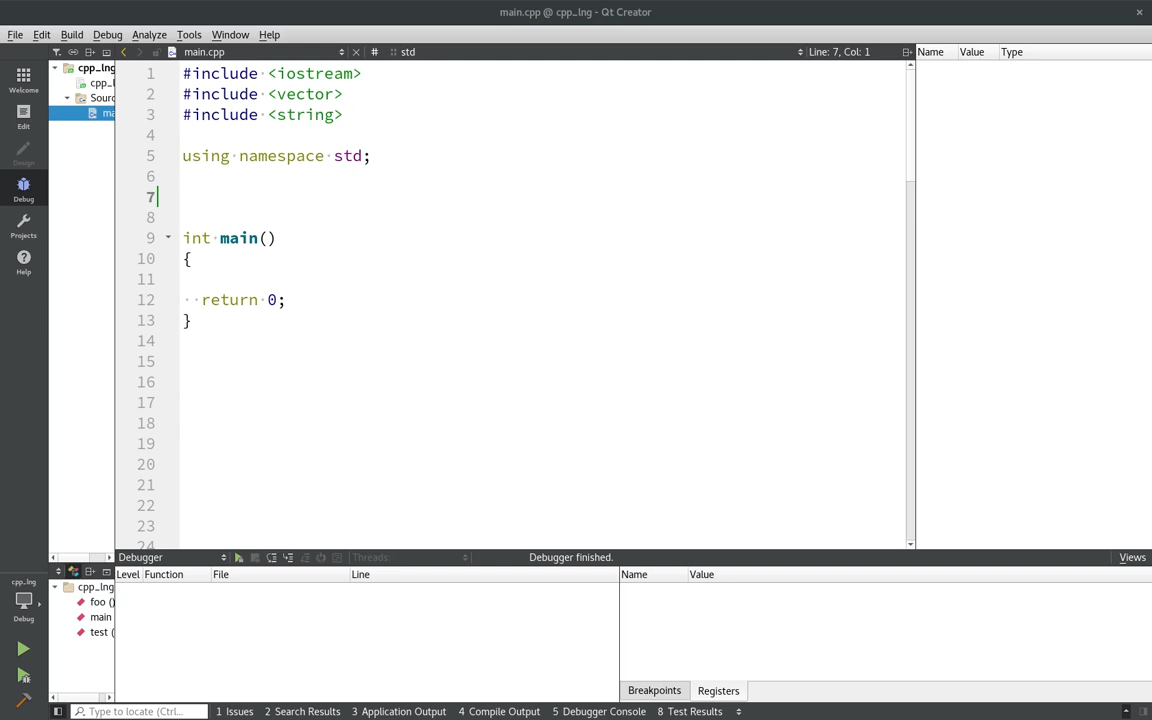 main.cpp @ cpp_lng - Qt Creator
File Edit Build Debug Analyze Tools Window Help
main.cpp # std Line: 7, Col: 1 Name Value Type
Welcome
Edit
Design
Debug
Projects
Help
cpp_lng
cpp_l
Sourc
ma
1 #include <iostream>
2 #include <vector>
3 #include <string>
4
5 using namespace std;
6
7
8
9 int main()
10 {
11
12 return 0;
13 }
14
15
16
17
18
19
20
21
22
23
24
Debugger Threads: Debugger finished. Views
Level Function File Line Name Value
cpp_lng
Debug
cpp_lng
foo ()
main
test (
Breakpoints Registers
Type to locate (Ctrl... 1 Issues 2 Search Results 3 Application Output 4 Compile Output 5 Debugger Console 8 Test Results